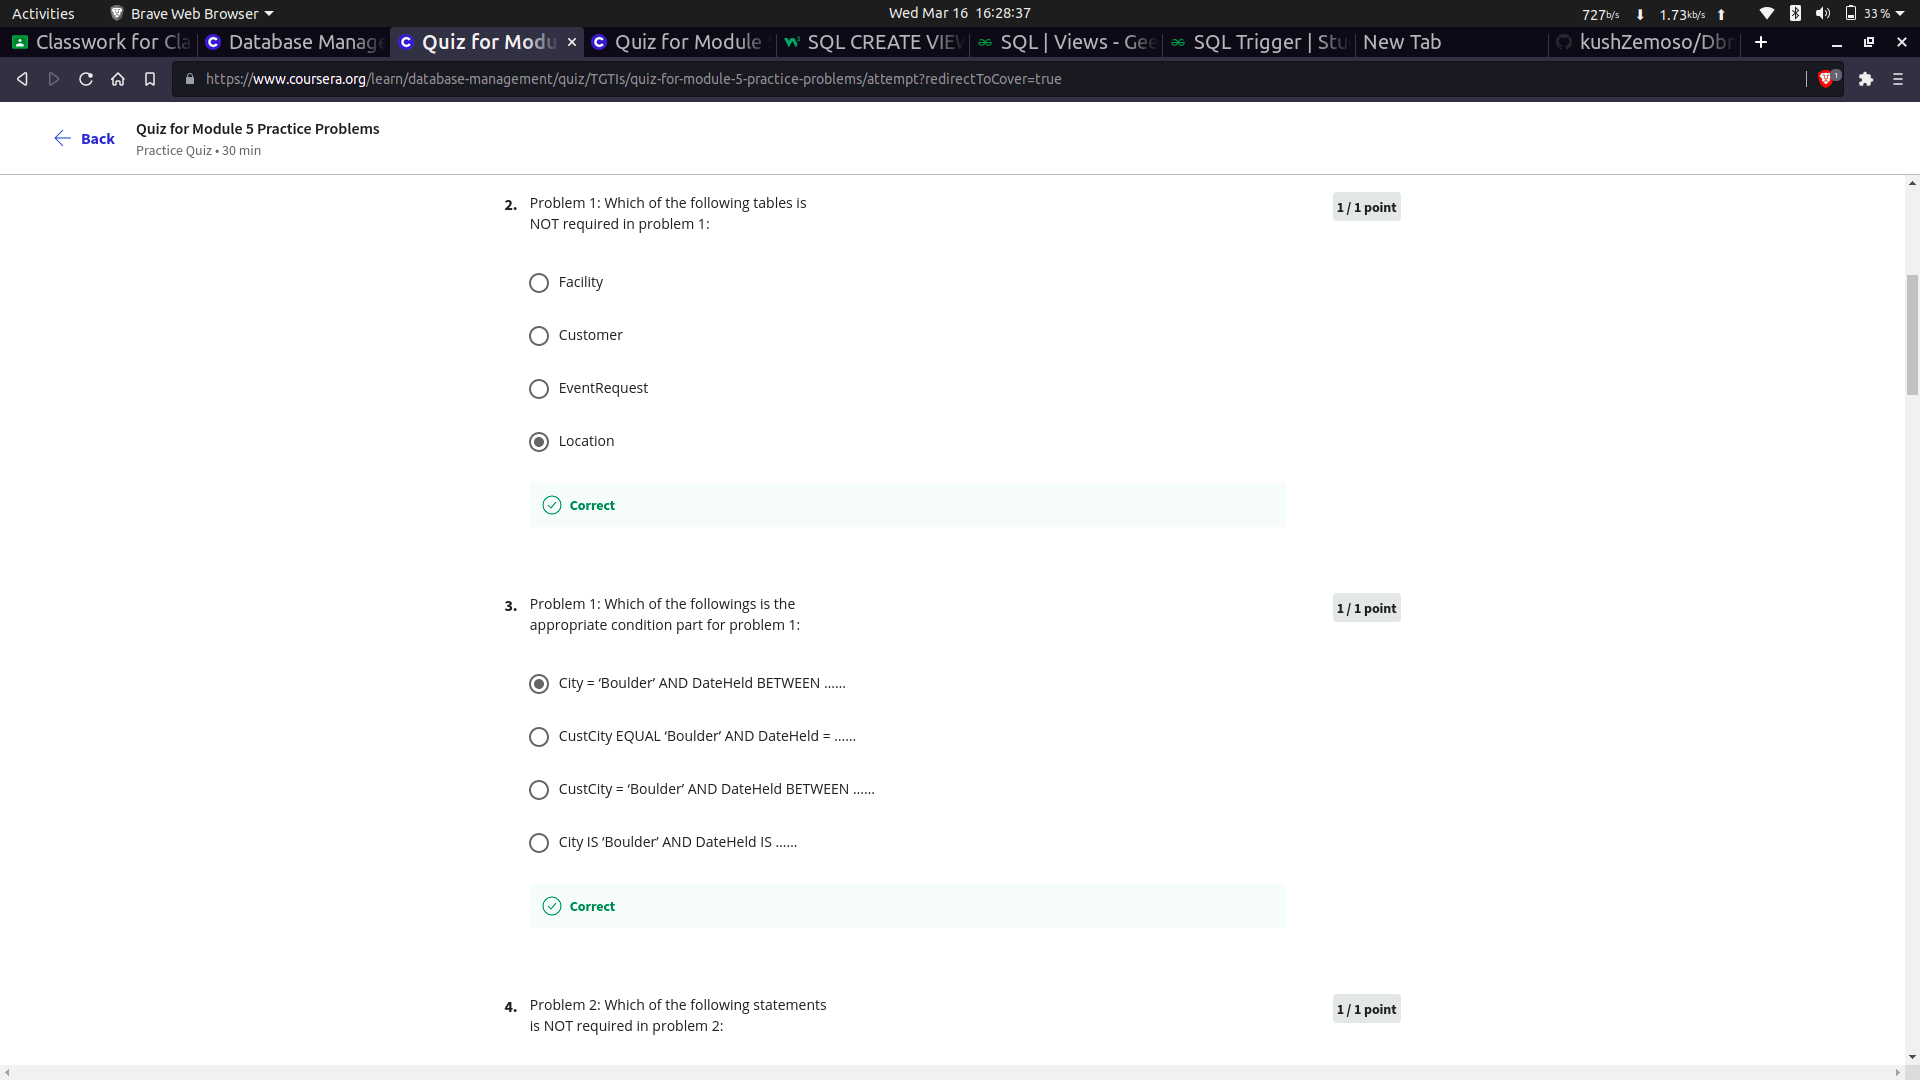 Activities
Brave Web Browser
Wed Mar 16 16:28:37
727b/s
1.73kb/s
33 %
Classwork for Cla
Database Manage
Quiz for Modu
Quiz for Module
SQL CREATE VIEW
SQL | Views - Gee
SQL Trigger | Stu
New Tab
kushZemoso/Dbm
https://www.coursera.org/learn/database-management/quiz/TGTIs/quiz-for-module-5-practice-problems/attempt?redirectToCover=true
1
Back
Quiz for Module 5 Practice Problems
Practice Quiz • 30 min
2. Problem 1: Which of the following tables is
NOT required in problem 1:
1 / 1 point
Facility
Customer
EventRequest
Location
Correct
3. Problem 1: Which of the followings is the
appropriate condition part for problem 1:
1 / 1 point
City = ‘Boulder’ AND DateHeld BETWEEN ……
CustCity EQUAL ‘Boulder’ AND DateHeld = ……
CustCity = ‘Boulder’ AND DateHeld BETWEEN ……
City IS ‘Boulder’ AND DateHeld IS ……
Correct
4. Problem 2: Which of the following statements
is NOT required in problem 2:
1 / 1 point